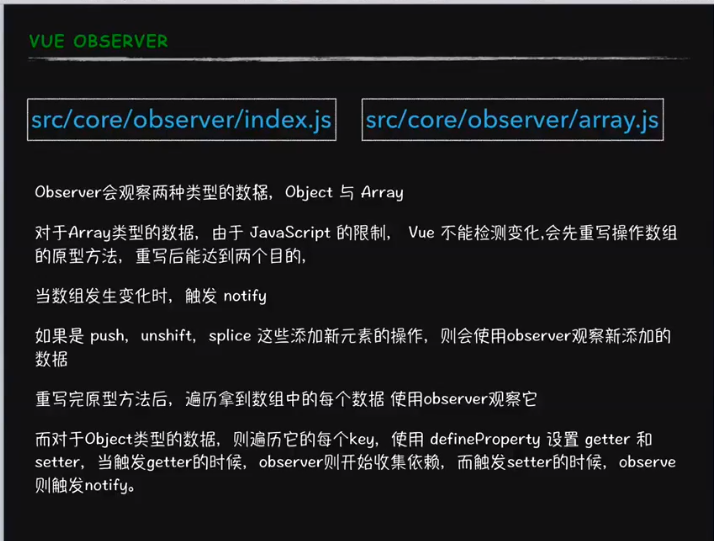 VUE OBSERVER
src/core/observer/index.js
src/core/observer/array.js
Observer会观察两种类型的数据，Object 与 Array
对于Array类型的数据，由于 JavaScript 的限制， Vue 不能检测变化,会先重写操作数组
的原型方法，重写后能达到两个目的，
当数组发生变化时，触发 notify
如果是 push，unshift，splice 这些添加新元素的操作，则会使用observer观察新添加的
数据
重写完原型方法后，遍历拿到数组中的每个数据 使用observer观察它
而对于Object类型的数据，则遍历它的每个key，使用 defineProperty 设置 getter 和
setter，当触发getter的时候，observer则开始收集依赖，而触发setter的时候，observe
则触发notify。